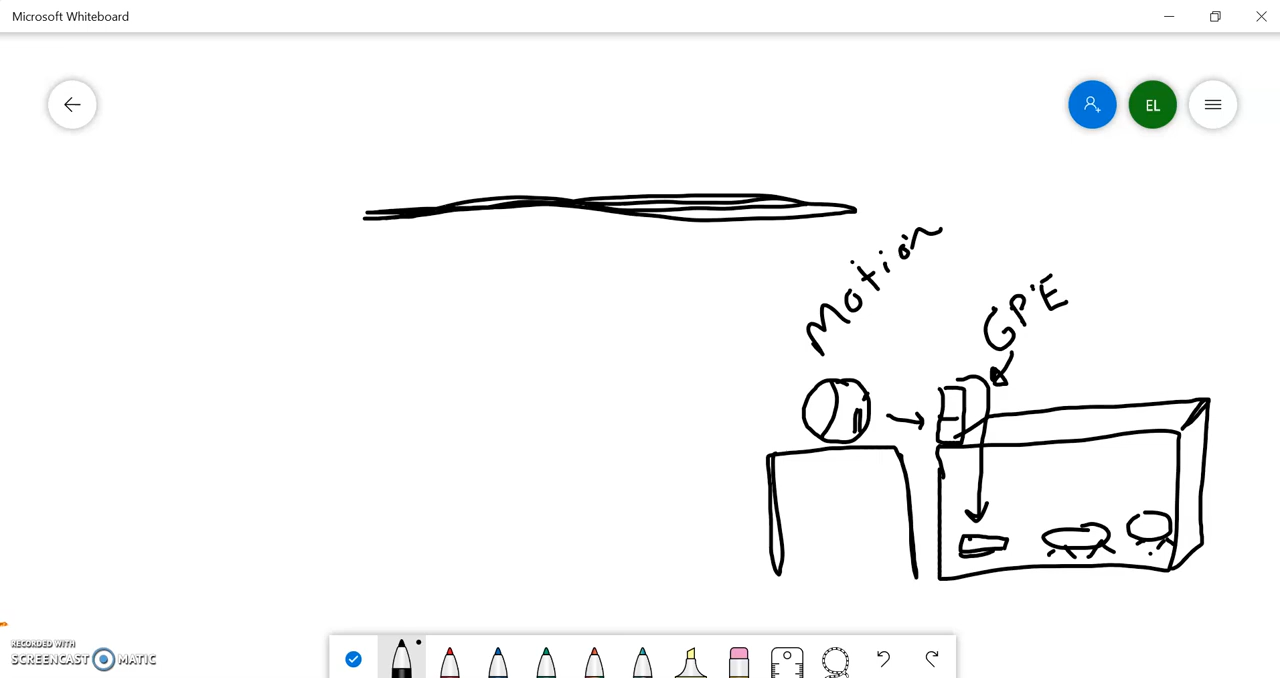 Microsoft Whiteboard
EL
Motion
GPE
RECORDED WITH
SCREENCAST MATIC